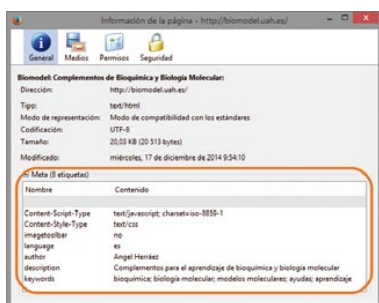 Información de la página - http://biomodel.uah.es/
General Medios Permisos Seguridad
Biomodel: Complementos de Bioquímica y Biología Molecular:
Dirección: http://biomodel.uah.es/
Tipo: text/html
Modo de representación: Modo de compatibilidad con los estándares
Codificación: UTF-8
Tamaño: 20,03 KB (20 513 bytes)
Modificado: miércoles, 17 de diciembre de 2014 9:54:10
Meta (8 etiquetas)
Nombre Contenido
Content-Script-Type text/javascript; charset=iso-8859-1
Content-Style-Type text/css
imagetoolbar no
language es
author Angel Herráez
description Complementos para el aprendizaje de bioquímica y biología molecular
keywords bioquímica; biología molecular; modelos moleculares; ayudas; aprendizaje